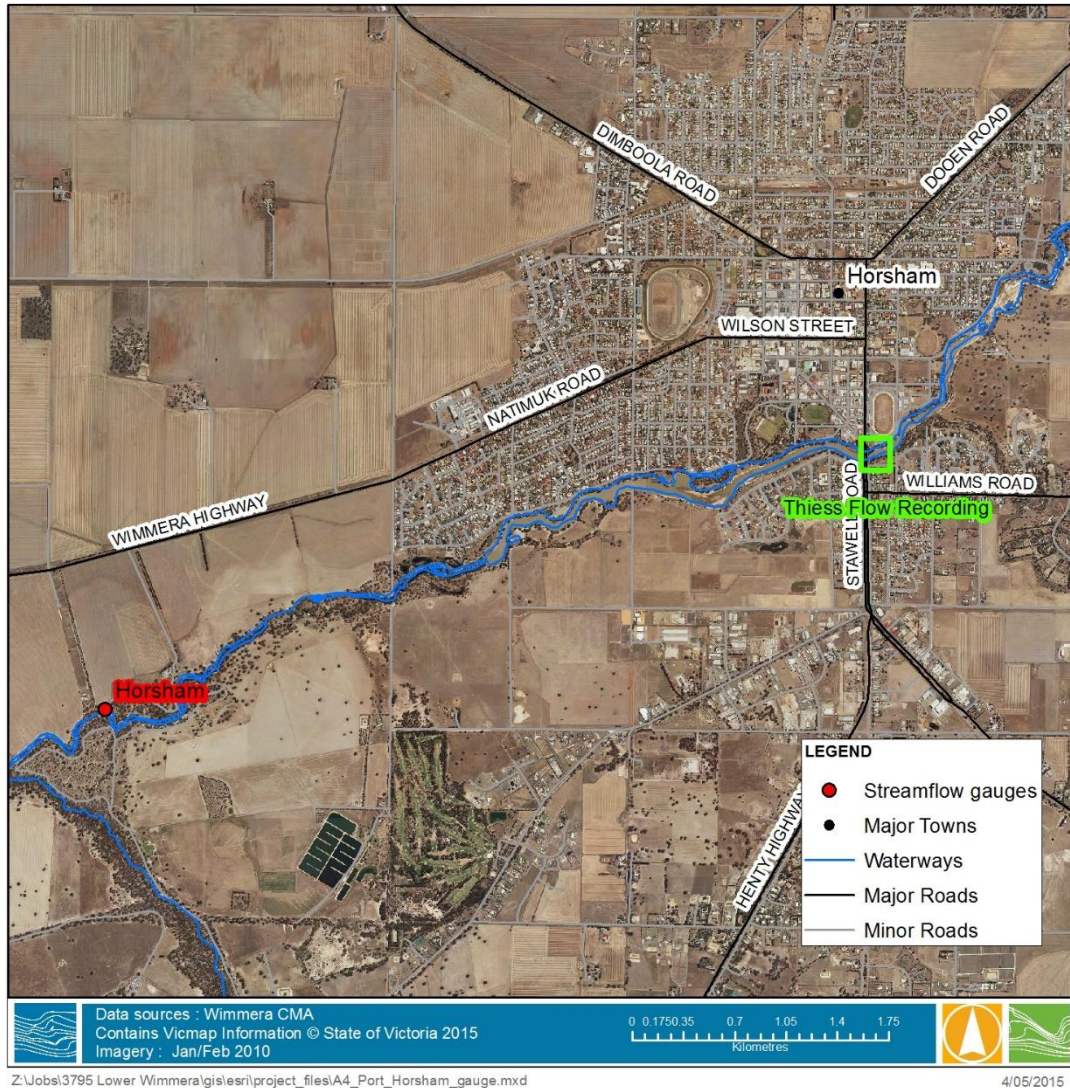 DIMBOOLA ROAD
DOOEN ROAD
Horsham
WILSON STREET
NATIMUK ROAD
WIMMERA HIGHWAY
STAWELL ROAD
WILLIAMS ROAD
Thiess Flow Recording
Horsham
HENTY HIGHWAY
LEGEND
Streamflow gauges
Major Towns
Waterways
Major Roads
Minor Roads
Data sources : Wimmera CMA
Contains Vicmap Information © State of Victoria 2015
Imagery : Jan/Feb 2010
0 0.1750.35 0.7 1.05 1.4 1.75
Kilometres
Z:\Jobs\3795 Lower Wimmera\gis\esri\project_files\A4_Port_Horsham_gauge.mxd
4/05/2015